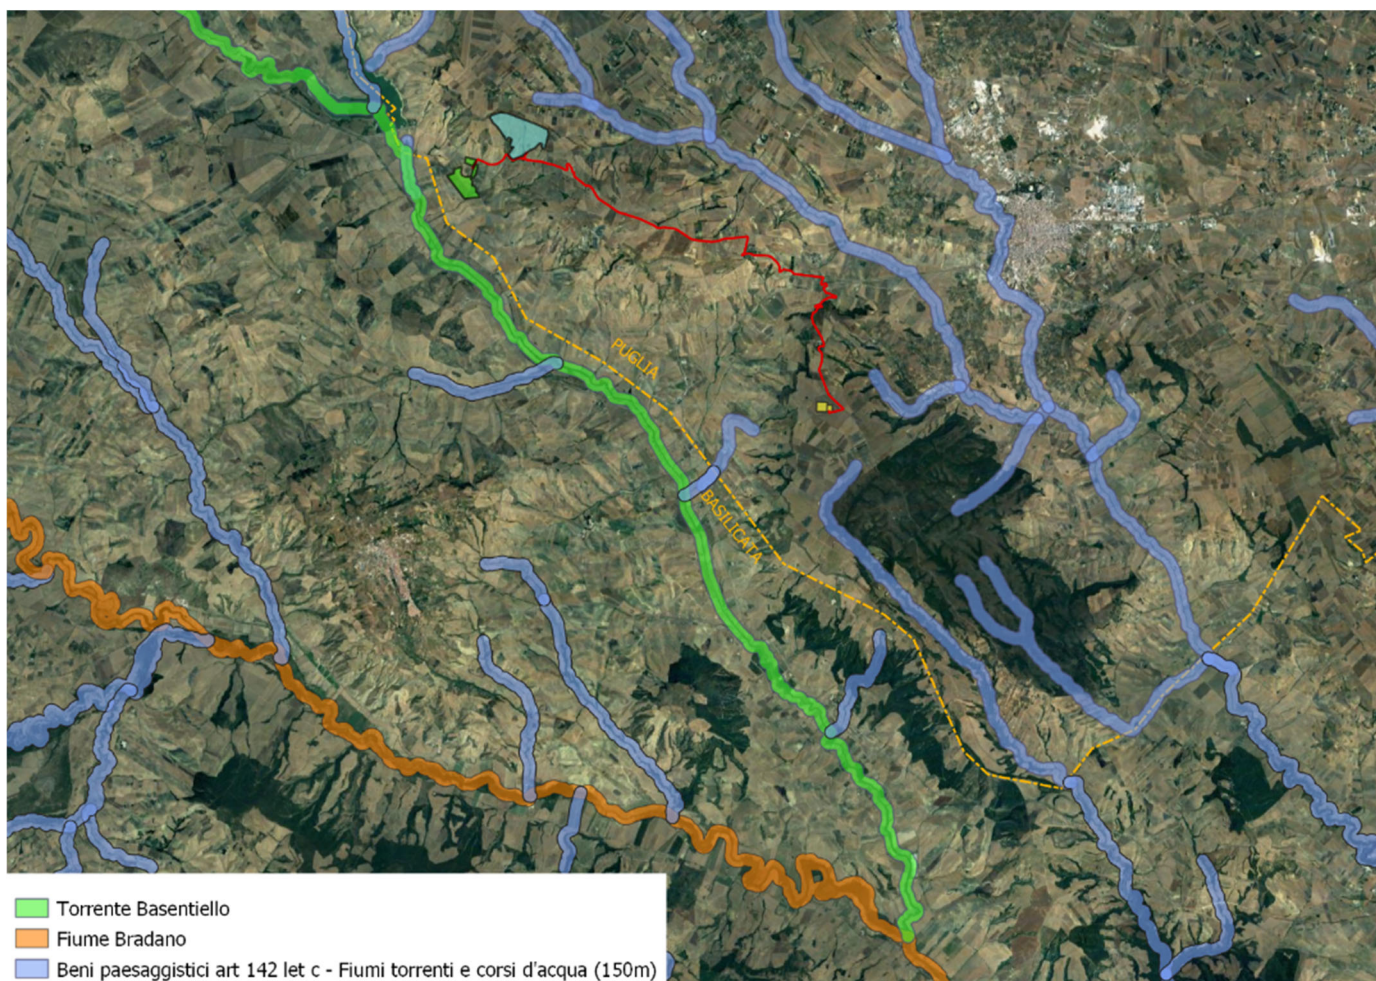 PUGLIA
BASILICATA
Torrente Basentiello
Fiume Bradano
Beni paesaggistici art 142 let c - Fiumi torrenti e corsi d'acqua (150m)